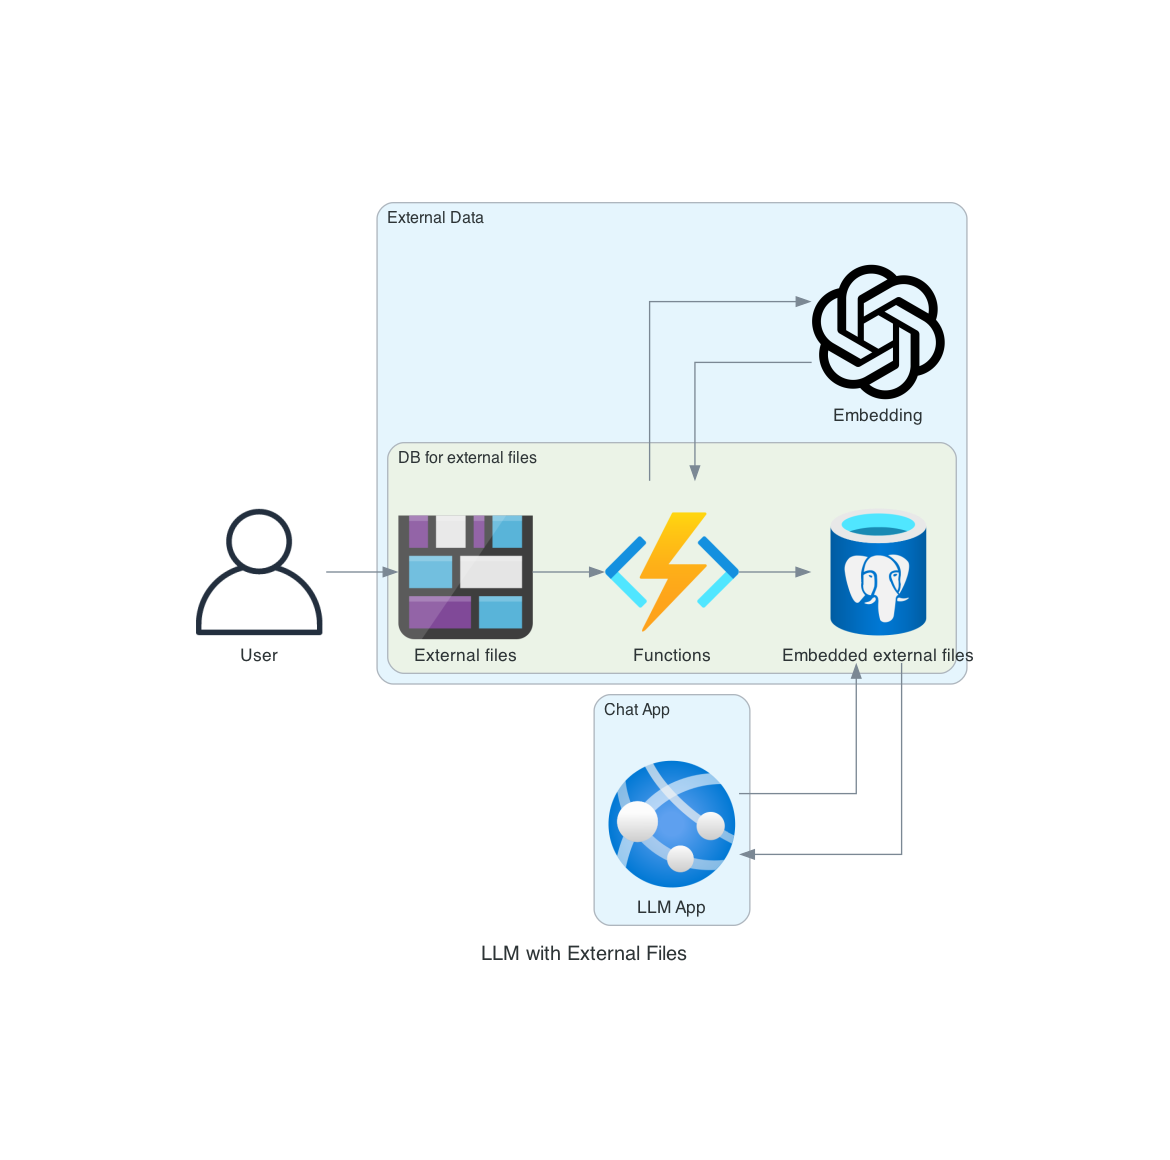 External Data
Embedding
DB for external files
User
External files
Functions
Embedded external files
Chat App
LLM App
LLM with External Files